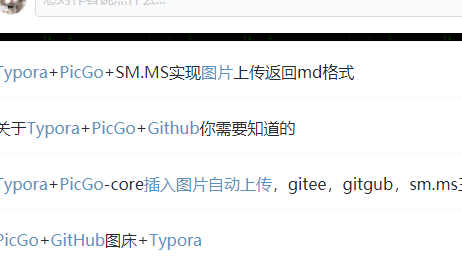 Typora+PicGo+SM.MS实现图片上传返回md格式
关于Typora+PicGo+Github你需要知道的
Typora+PicGo-core插入图片自动上传，gitee，gitgub，sm.ms
PicGo+GitHub图床+Typora